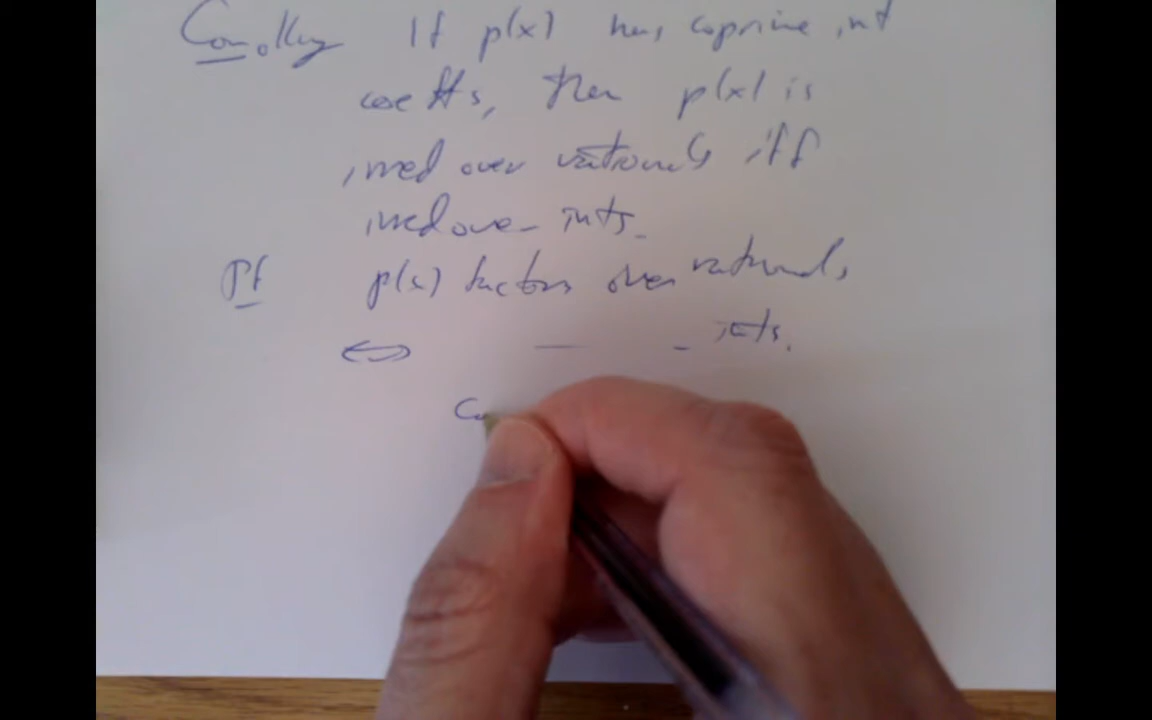 Corollary If p(x) has coprime int
coeffs, then p(x) is
irred over rationals iff
irred over ints.
Pf p(x) factors over rationals
⇔ — - ints.
Co